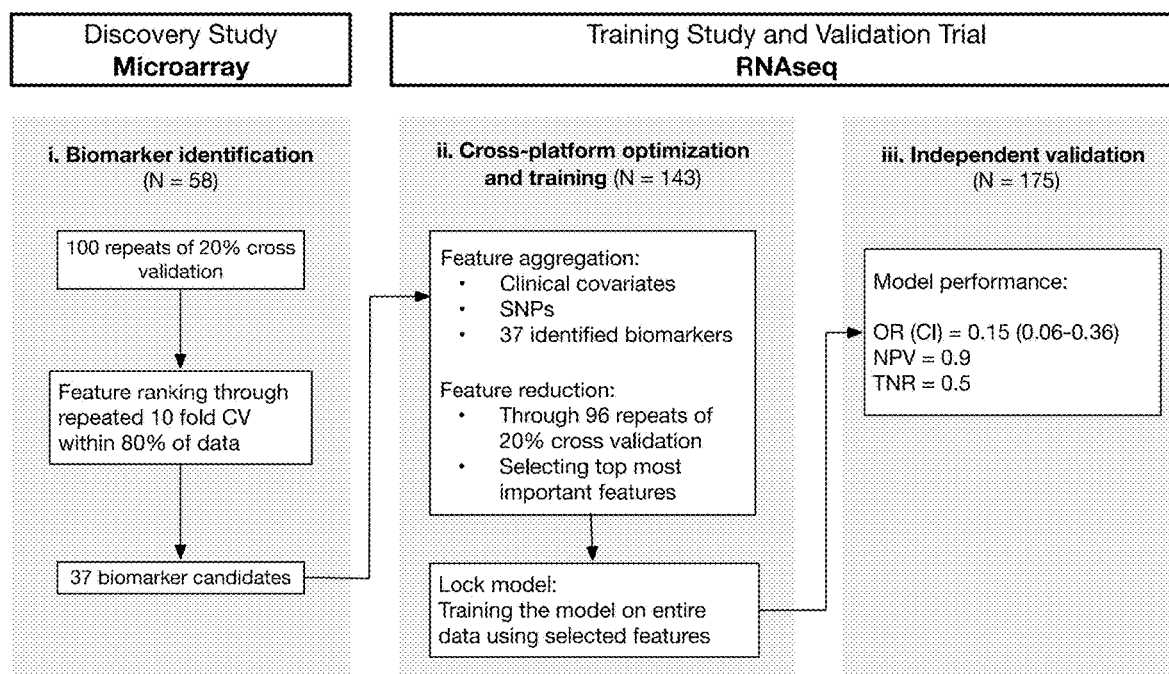 Discovery Study
Microarray
Training Study and Validation Trial
RNAseq
i. Biomarker identification
(N = 58)
100 repeats of 20% cross
validation
Feature ranking through
repeated 10 fold CV
within 80% of data
37 biomarker candidates
ii. Cross-platform optimization
and training (N = 143)
Feature aggregation:
• Clinical covariates
• SNPs
• 37 identified biomarkers
Feature reduction:
• Through 96 repeats of
20% cross validation
• Selecting top most
important features
Lock model:
Training the model on entire
data using selected features
iii. Independent validation
(N = 175)
Model performance:
OR (CI) = 0.15 (0.06-0.36)
NPV = 0.9
TNR = 0.5